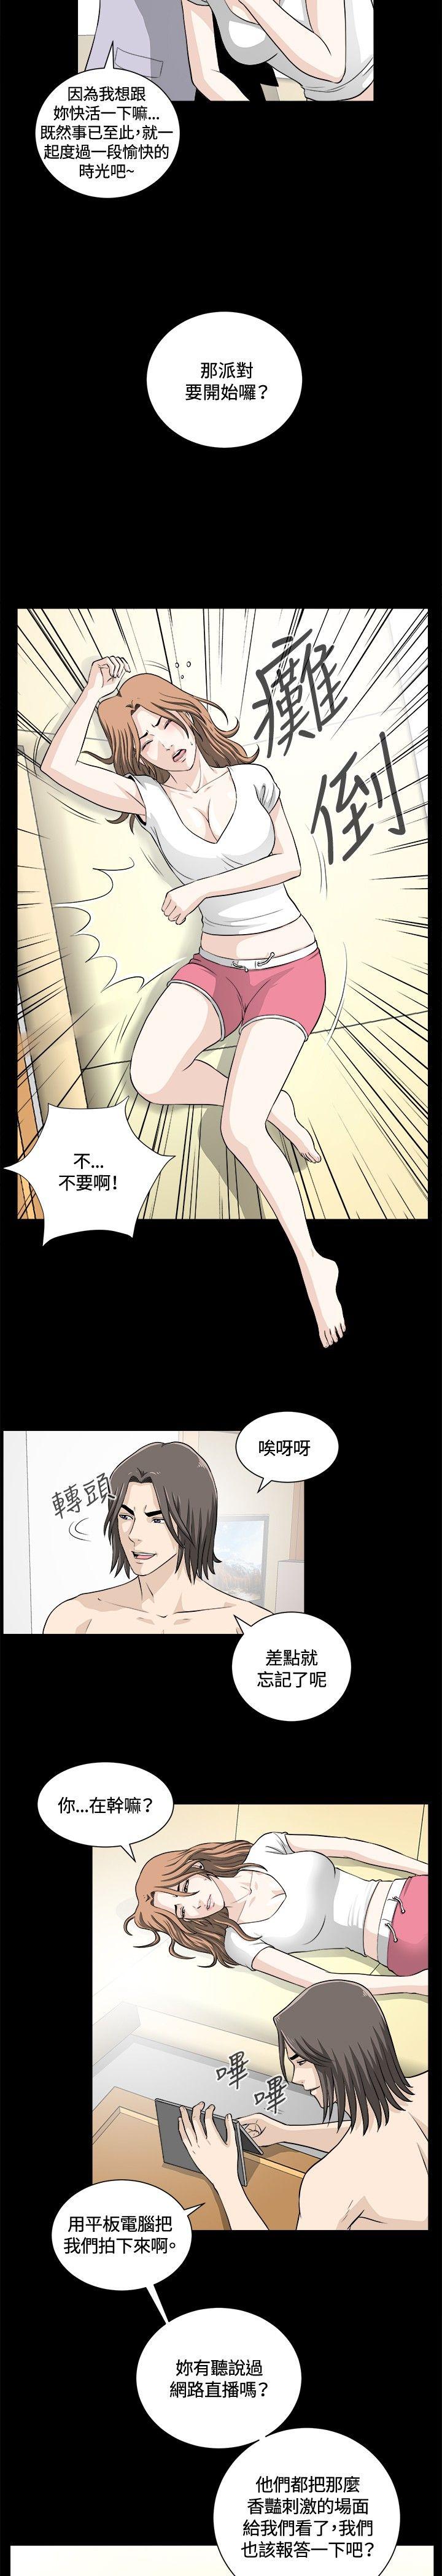 因為我想跟
妳快活一下嘛...
既然事已至此，就一
起度過一段愉快的
時光吧~
那派對
要開始囉？
癱
倒
不...
不要啊！
唉呀呀
轉頭
差點就
忘記了呢
你...在幹嘛？
嗶
嗶
用平板電腦把
我們拍下來啊。
妳有聽說過
網路直播嗎？
他們都把那麼
香豔刺激的場面
給我們看了，我們
也該報答一下吧？